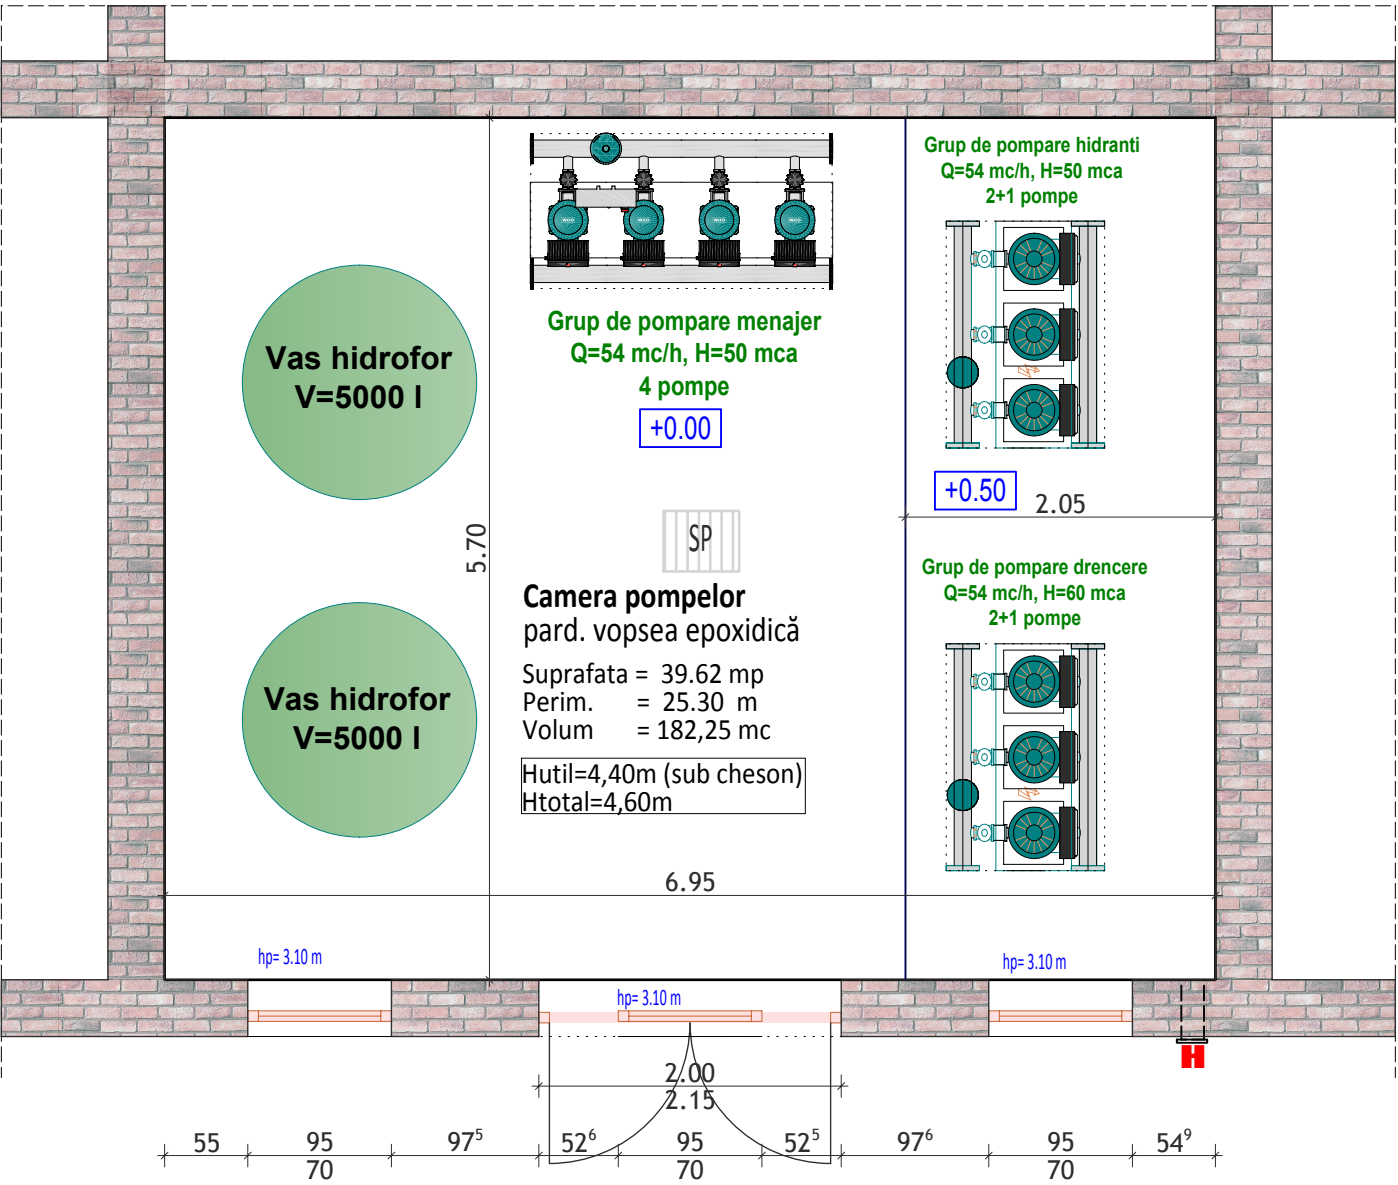 Grup de pompare hidranti
Q=54 mc/h, H=50 mca
2+1 pompe
Grup de pompare menajer
Q=54 mc/h, H=50 mca
4 pompe
+0.00
Vas hidrofor
V=5000 l
+0.50
2.05
5.70
SP
Grup de pompare drencere
Q=54 mc/h, H=60 mca
2+1 pompe
Camera pompelor
pard. vopsea epoxidică
Suprafata = 39.62 mp
Perim. = 25.30 m
Volum = 182,25 mc
Hutil=4,40m (sub cheson)
Htotal=4,60m
Vas hidrofor
V=5000 l
6.95
hp= 3.10 m
hp= 3.10 m
hp= 3.10 m
H
2.00
2.15
55 95 97⁵ 52⁶ 95 52⁵ 97⁶ 95 54⁹
70 70 70